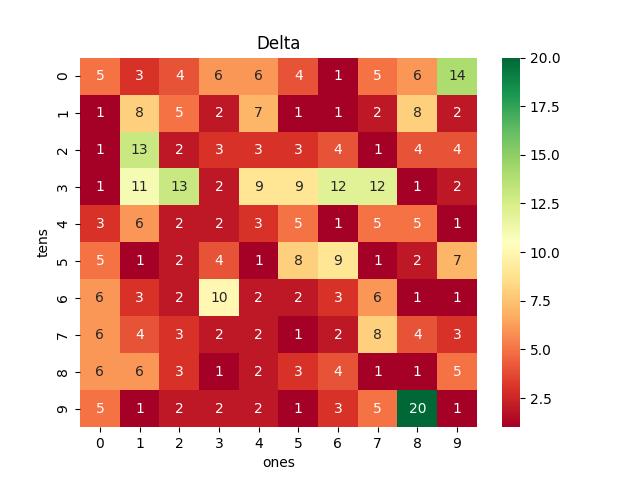 Delta
0 5 3 4 6 6 4 1 5 6 14
1 1 8 5 2 7 1 1 2 8 2
2 1 13 2 3 3 3 4 1 4 4
3 1 11 13 2 9 9 12 12 1 2
4 3 6 2 2 3 5 1 5 5 1
5 5 1 2 4 1 8 9 1 2 7
6 6 3 2 10 2 2 3 6 1 1
7 6 4 3 2 2 1 2 8 4 3
8 6 6 3 1 2 3 4 1 1 5
9 5 1 2 2 2 1 3 5 20 1
0 1 2 3 4 5 6 7 8 9
ones
tens
20.0
17.5
15.0
12.5
10.0
7.5
5.0
2.5